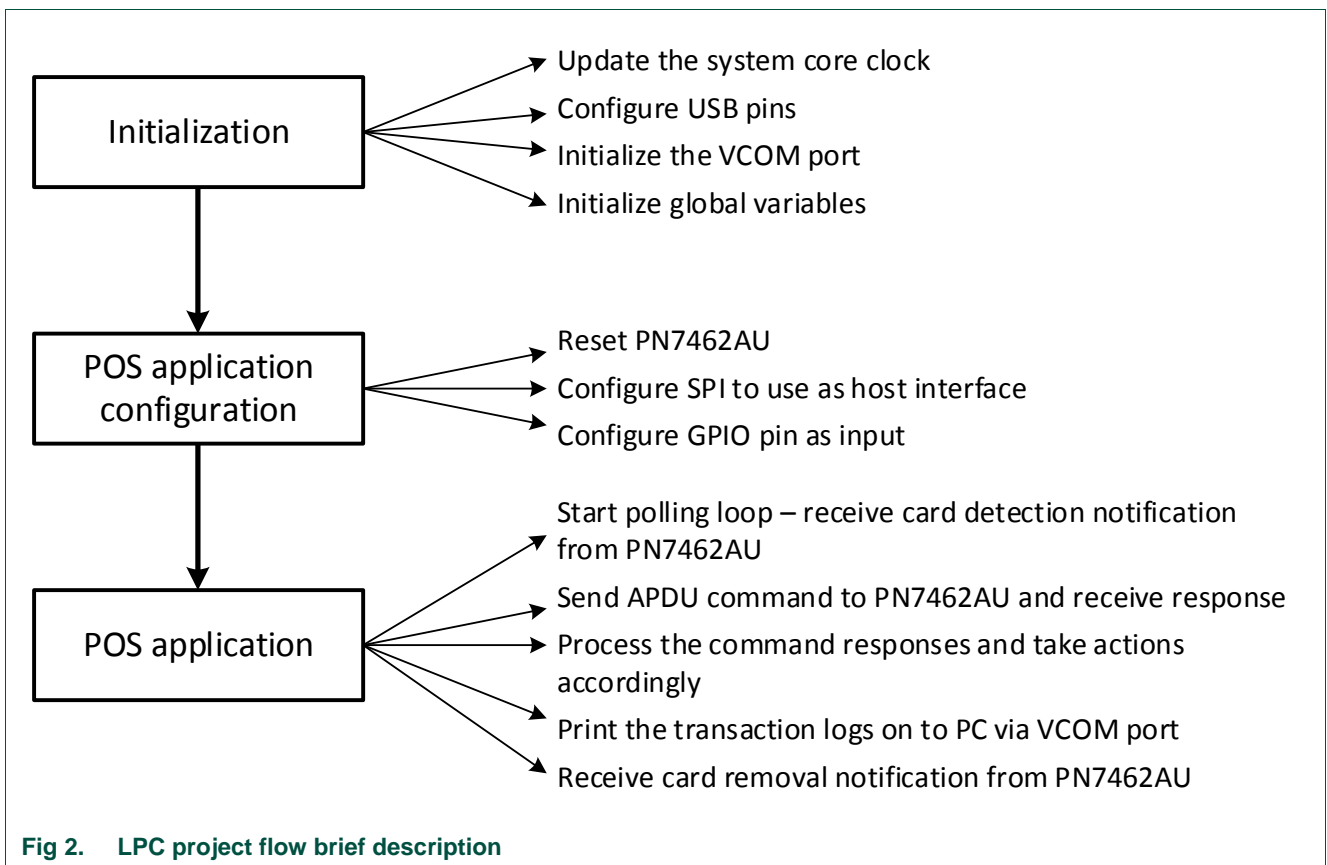 Initialization
Update the system core clock
Configure USB pins
Initialize the VCOM port
Initialize global variables
POS application
configuration
Reset PN7462AU
Configure SPI to use as host interface
Configure GPIO pin as input
POS application
Start polling loop – receive card detection notification
from PN7462AU
Send APDU command to PN7462AU and receive response
Process the command responses and take actions
accordingly
Print the transaction logs on to PC via VCOM port
Receive card removal notification from PN7462AU
Fig 2. LPC project flow brief description